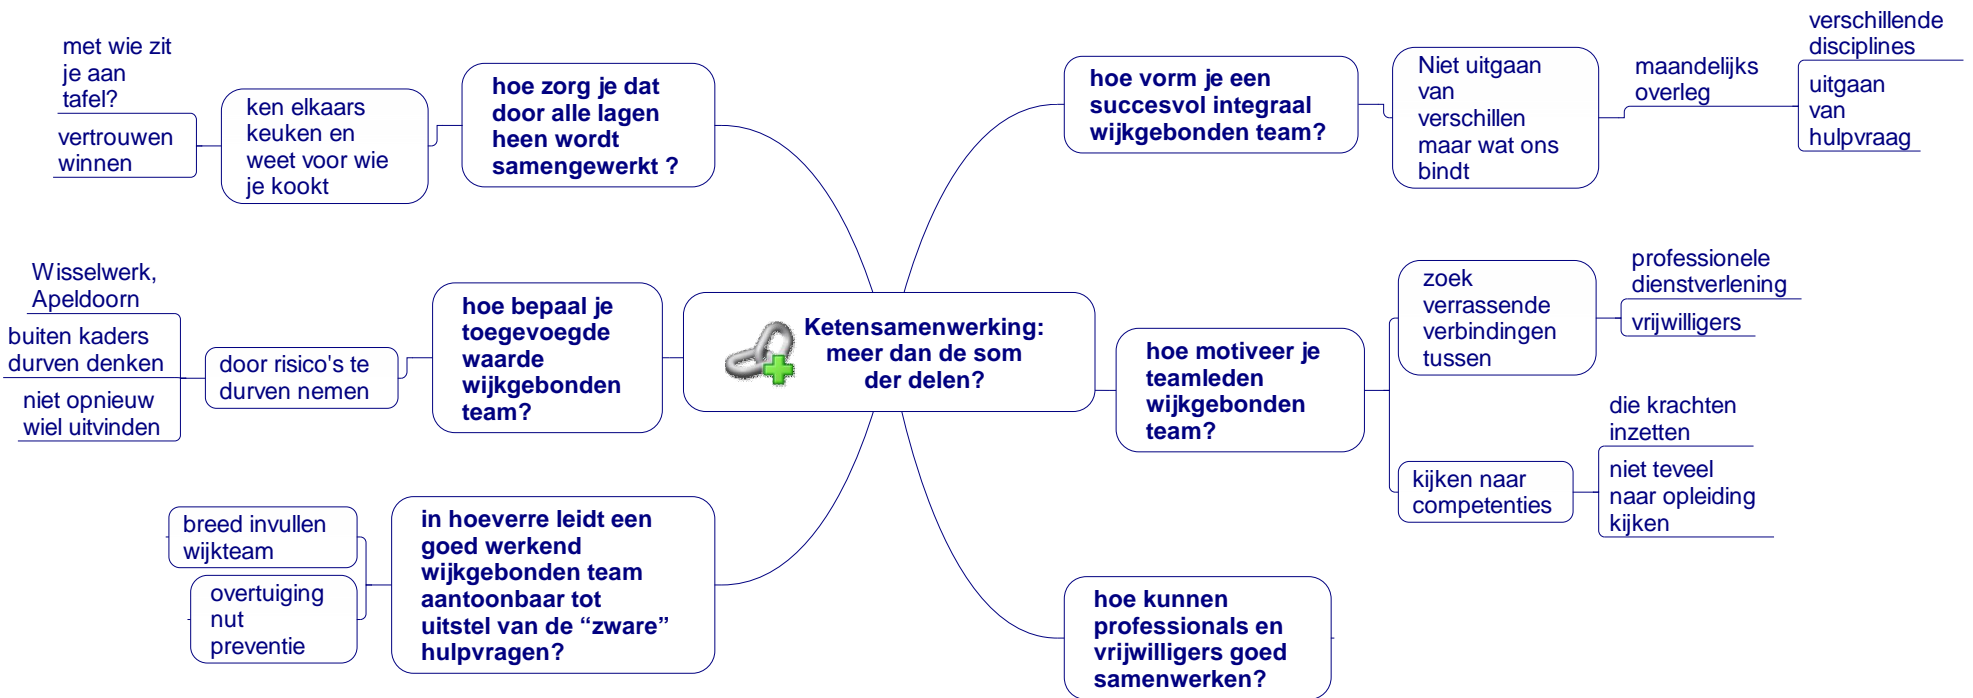 Ketensamenwerking:
meer dan de som
der delen?
hoe vorm je een
succesvol integraal
wijkgebonden team?
Niet uitgaan
van
verschillen
maar wat ons
bindt
maandelijks
overleg
verschillende
disciplines
uitgaan
van
hulpvraag
hoe motiveer je
teamleden
wijkgebonden
team?
zoek
verrassende
verbindingen
tussen
professionele
dienstverlening
vrijwilligers
kijken naar
competenties
die krachten
inzetten
niet teveel
naar opleiding
kijken
hoe kunnen
professionals en
vrijwilligers goed
samenwerken?
in hoeverre leidt een
goed werkend
wijkgebonden team
aantoonbaar tot
uitstel van de “zware”
hulpvragen?
breed invullen
wijkteam
overtuiging
nut
preventie
hoe bepaal je
toegevoegde
waarde
wijkgebonden
team?
door risico's te
durven nemen
Wisselwerk,
Apeldoorn
buiten kaders
durven denken
niet opnieuw
wiel uitvinden
hoe zorg je dat
door alle lagen
heen wordt
samengewerkt ?
ken elkaars
keuken en
weet voor wie
je kookt
met wie zit
je aan
tafel?
vertrouwen
winnen